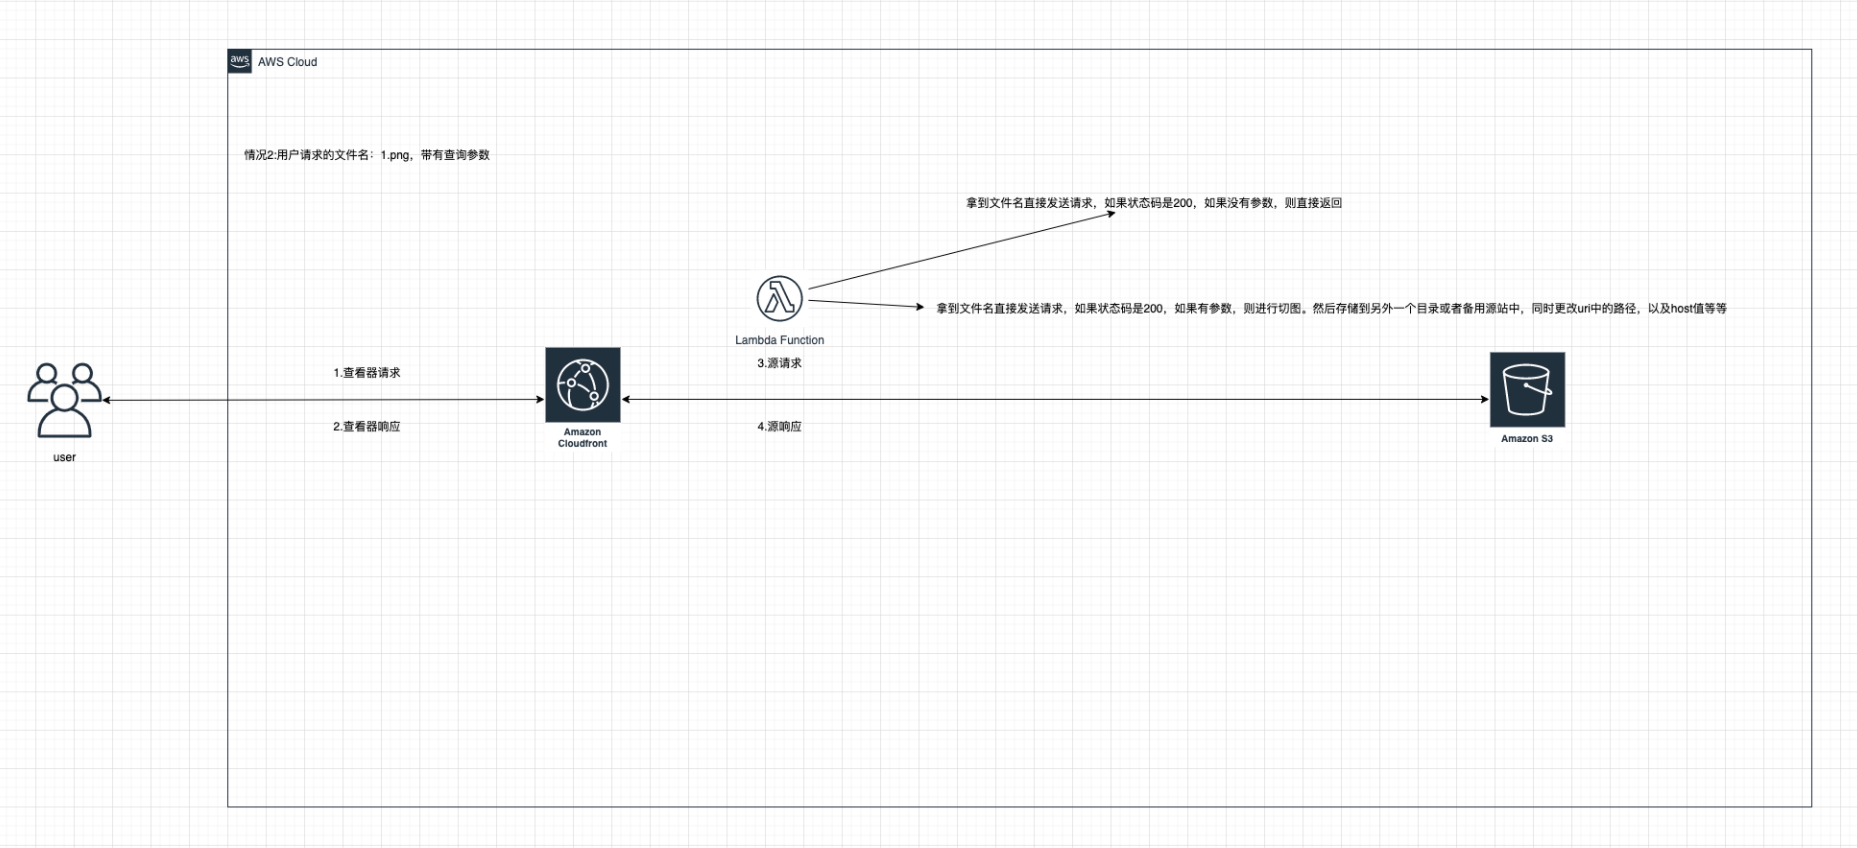 aws
AWS Cloud
情况2:用户请求的文件名：1.png，带有查询参数
拿到文件名直接发送请求，如果状态码是200，如果没有参数，则直接返回
拿到文件名直接发送请求，如果状态码是200，如果有参数，则进行切图。然后存储到另外一个目录或者备用源站中，同时更改uri中的路径，以及host值等等
Lambda Function
3.源请求
1.查看器请求
2.查看器响应
4.源响应
Amazon
Cloudfront
Amazon S3
user